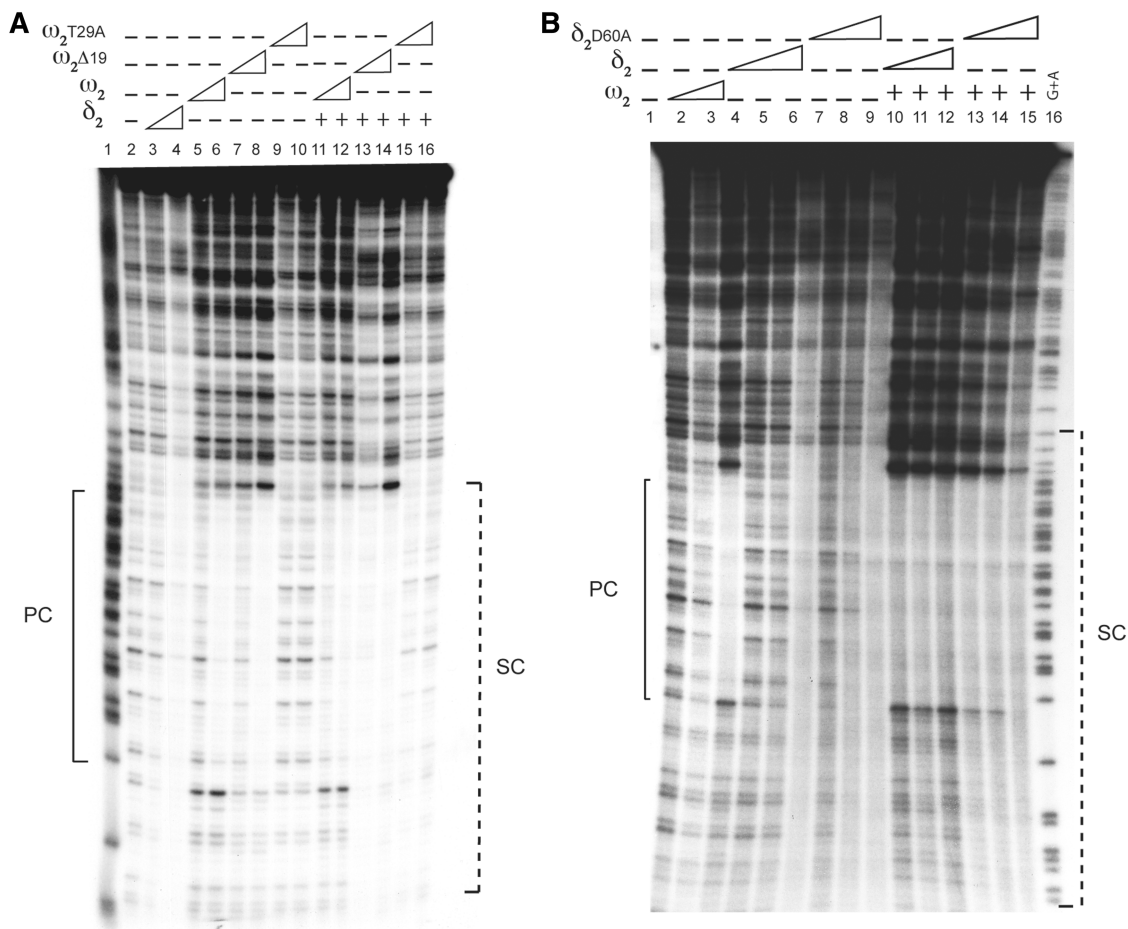 A
ω₂T29A – – – – – – – – – – – – –
ω₂Δ19 – – – – – – – – – – – –
ω₂ – – – – – – – – – – –
δ₂ – – – – – – – + + + + + +
1 2 3 4 5 6 7 8 9 10 11 12 13 14 15 16
PC
SC
B
δ₂D60A – – – – – – – – –
δ₂ – – – – – – – – –
ω₂ – – – – – – – + + + + + + G+A
1 2 3 4 5 6 7 8 9 10 11 12 13 14 15 16
PC
SC